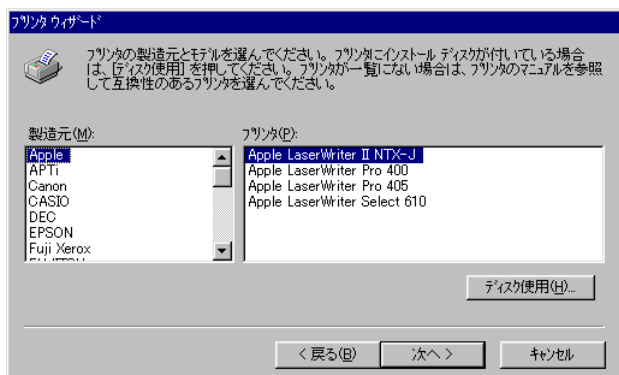 ﾌﾟﾘﾝﾀ ｳｨｻﾞｰﾄﾞ
ﾌﾟﾘﾝﾀの製造元とﾓﾃﾞﾙを選んでください。ﾌﾟﾘﾝﾀにｲﾝｽﾄｰﾙ ﾃﾞｨｽｸが付いている場合
は、[ﾃﾞｨｽｸ使用] を押してください。ﾌﾟﾘﾝﾀが一覧にない場合は、ﾌﾟﾘﾝﾀのﾏﾆｭｱﾙを参照
して互換性のあるﾌﾟﾘﾝﾀを選んでください。
製造元(M):
Apple
APTi
Canon
CASIO
DEC
EPSON
Fuji Xerox
ﾌﾟﾘﾝﾀ(P):
Apple LaserWriter II NTX-J
Apple LaserWriter Pro 400
Apple LaserWriter Pro 405
Apple LaserWriter Select 610
ﾃﾞｨｽｸ使用(H)...
< 戻る(B)
次へ >
ｷｬﾝｾﾙ